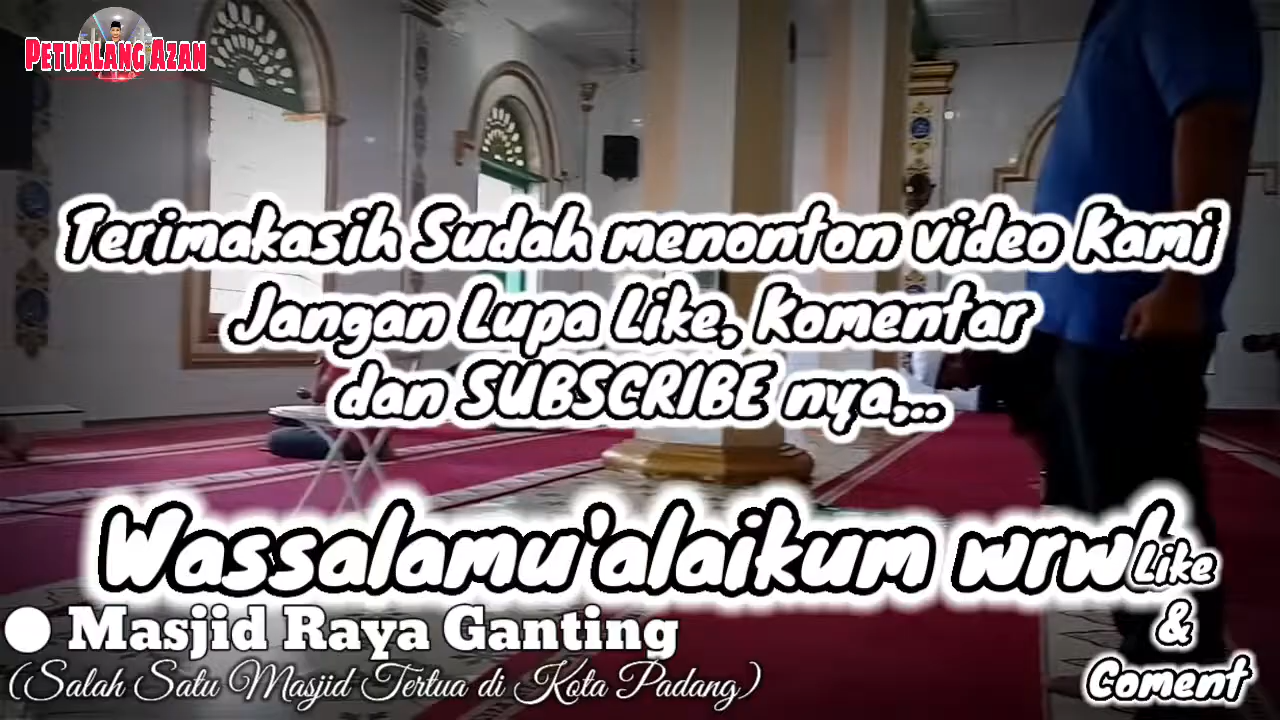 PETUALANG AZAN
Terimakasih Sudah menonton video Kami
Jangan Lupa Like, Komentar
dan SUBSCRIBE nya,...
Wassalamu'alaikum wrwb
Like
&
Coment
Masjid Raya Ganting
(Salah Satu Masjid Tertua di Kota Padang)